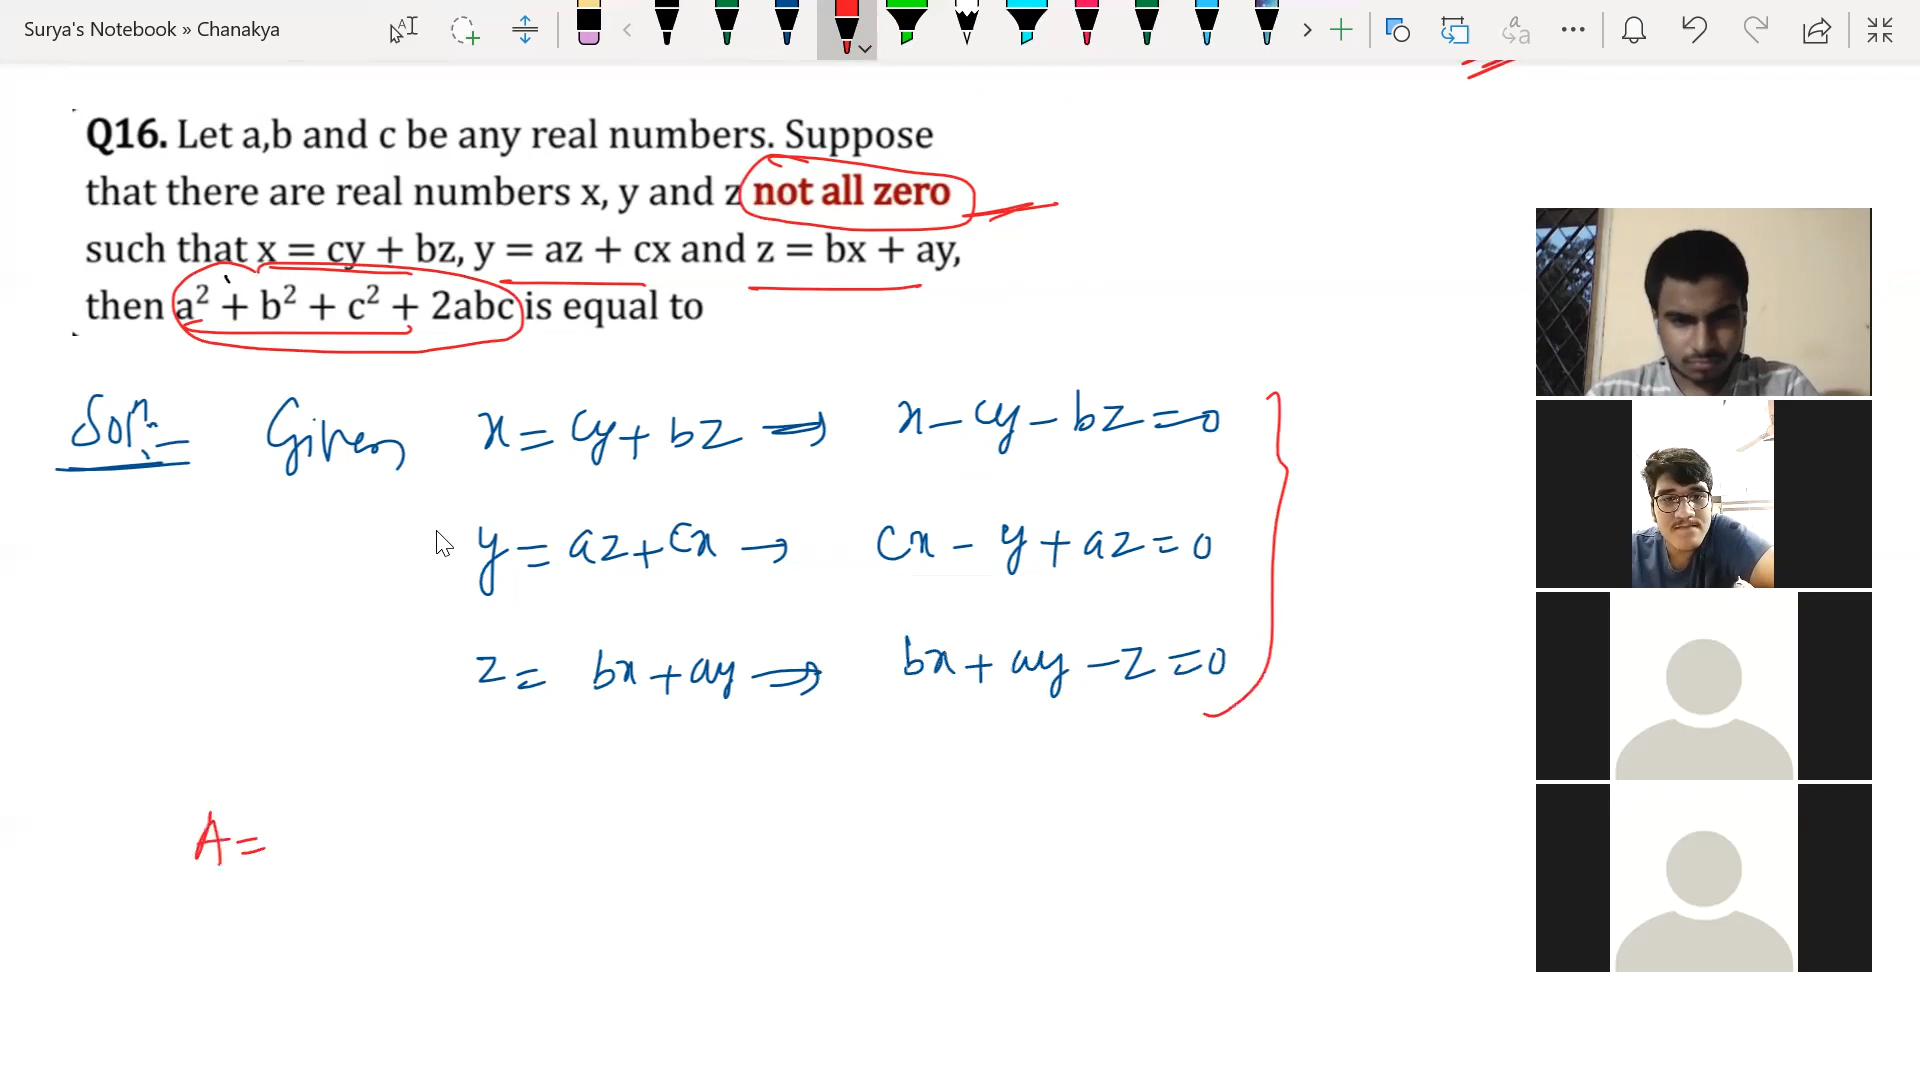 Surya's Notebook » Chanakya
Q16. Let a,b and c be any real numbers. Suppose
that there are real numbers x, y and z not all zero
such that x = cy + bz, y = az + cx and z = bx + ay,
then a² + b² + c² + 2abc is equal to
Soln:- Given x = cy + bz → x - cy - bz = 0
y = az + cx → cx - y + az = 0
z = bx + ay → bx + ay - z = 0
A =